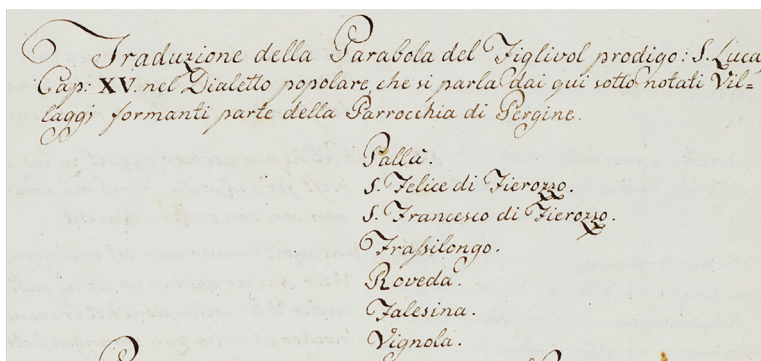 Traduzione della Parabola del Figlivol prodigo: S. Luca
Cap: XV. nel Dialetto popolare, che si parla dai qui sotto notati Vil=
laggj formanti parte della Parrocchia di Pergine.
Pallù.
S. Felice di Fierozzo.
S. Francesco di Fierozzo.
Frassilongo.
Roveda.
Falesina.
Vignola.